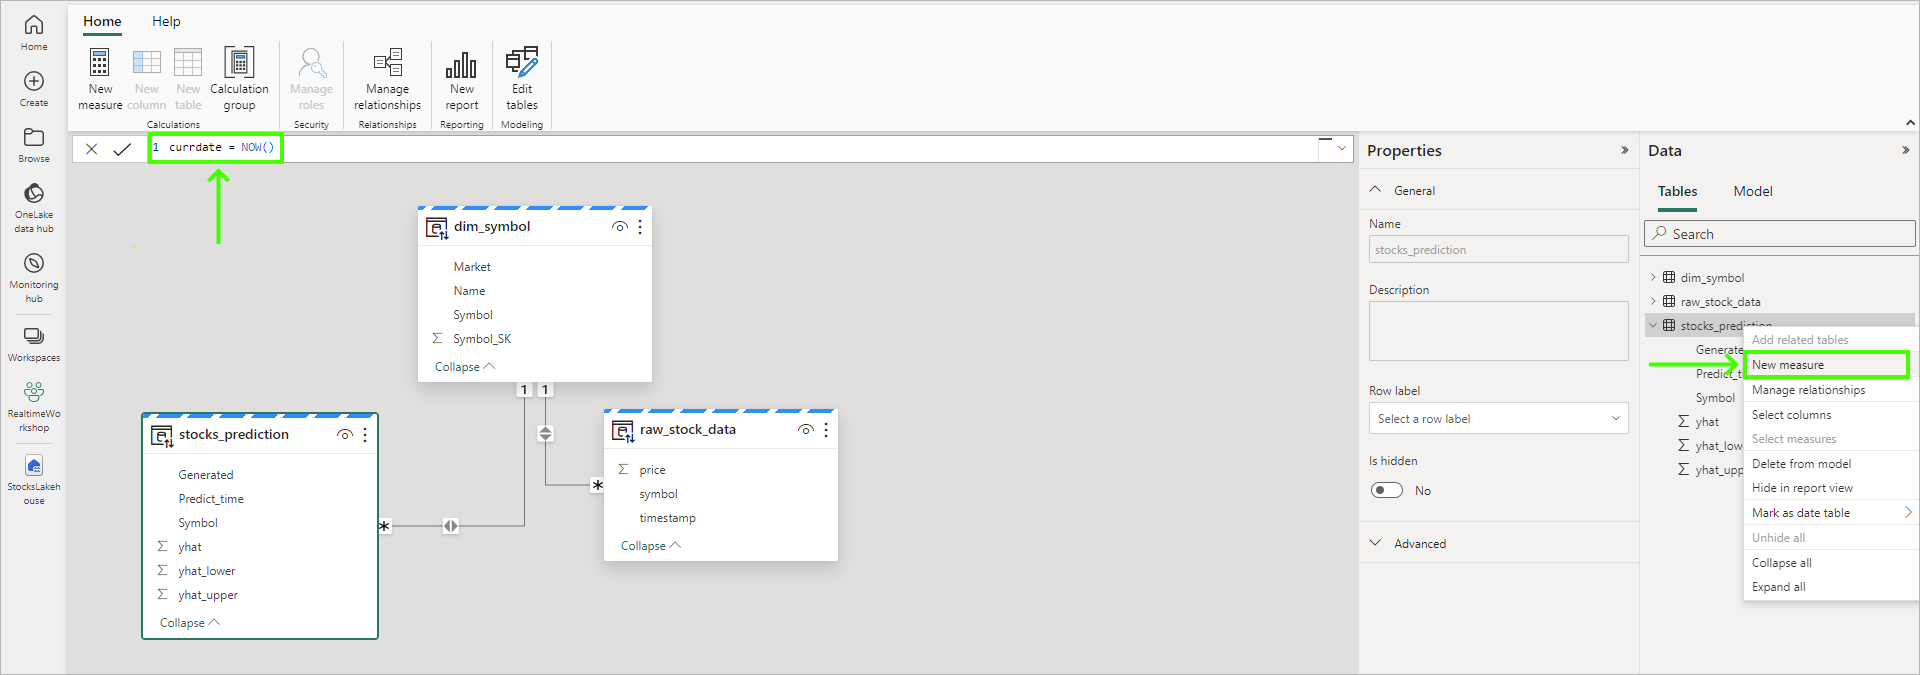 Home
Create
Browse
OneLake
data hub
Monitoring
hub
Workspaces
RealtimeWo
rkshop
StocksLakeh
ouse
Home Help
New
measure
New
column
New
table
Calculation
group
Calculations
Manage
roles
Security
Manage
relationships
Relationships
New
report
Reporting
Edit
tables
Modeling
1 currdate = NOW()
dim_symbol
Market
Name
Symbol
Symbol_SK
Collapse
1 1
stocks_prediction
Generated
Predict_time
Symbol
yhat
yhat_lower
yhat_upper
Collapse
*
raw_stock_data
price
symbol
timestamp
Collapse
*
Properties
General
Name
stocks_prediction
Description
Row label
Select a row label
Is hidden
No
Advanced
Data
Tables Model
Search
dim_symbol
raw_stock_data
stocks_prediction
Generate
Predict_t
Symbol
yhat
yhat_low
yhat_upp
Add related tables
New measure
Manage relationships
Select columns
Select measures
Delete from model
Hide in report view
Mark as date table
Unhide all
Collapse all
Expand all